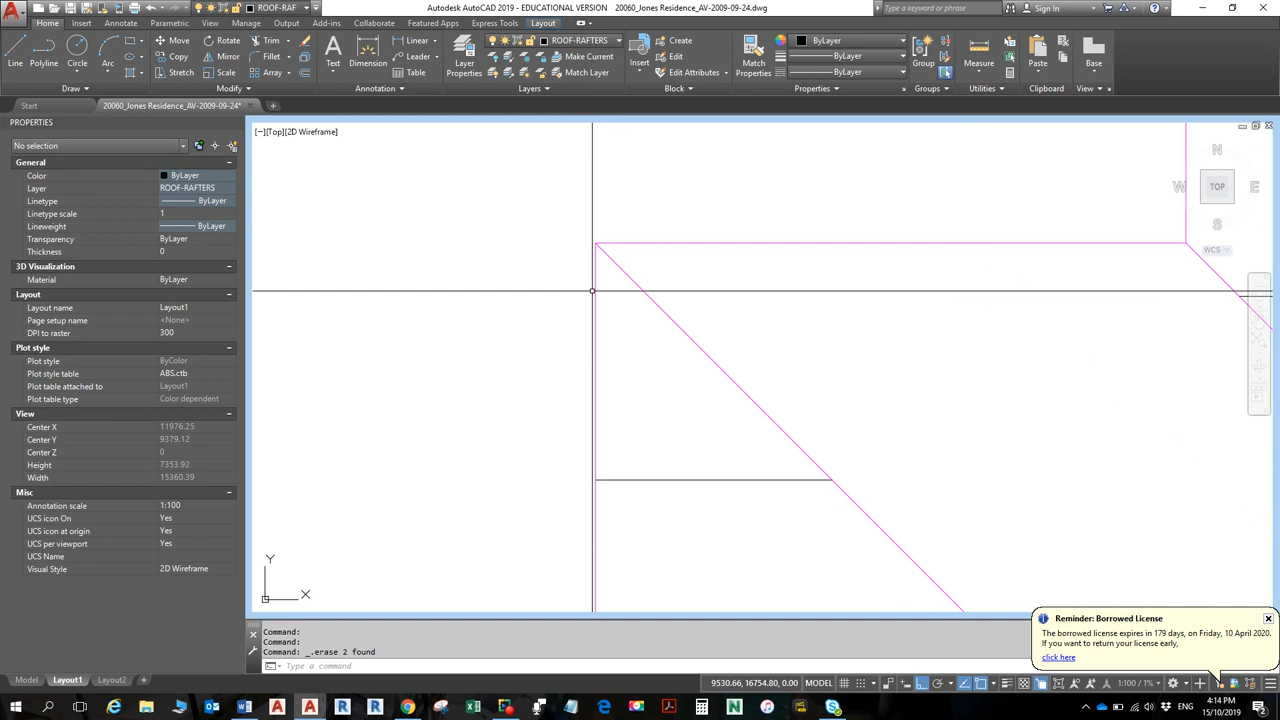 ROOF-RAF
Autodesk AutoCAD 2019 - EDUCATIONAL VERSION 20060_Jones Residence_AV-2009-09-24.dwg
Type a keyword or phrase
Sign In
Home Insert Annotate Parametric View Manage Output Add-ins Collaborate Featured Apps Express Tools Layout
Line Polyline Circle Arc
Move Rotate Trim
Copy Mirror Fillet
Stretch Scale Array
Text Dimension
Linear
Leader
Table
Layer Properties
ROOF-RAFTERS
Make Current
Match Layer
Insert
Create
Edit
Edit Attributes
Match Properties
ByLayer
ByLayer
ByLayer
Group
Measure
Paste
Base
Draw Modify Annotation Layers Block Properties Groups Utilities Clipboard View
Start 20060_Jones Residence_AV-2009-09-24*
PROPERTIES
No selection
General
Color ByLayer
Layer ROOF-RAFTERS
Linetype ByLayer
Linetype scale 1
Lineweight ByLayer
Transparency ByLayer
Thickness 0
3D Visualization
Material ByLayer
Layout
Layout name Layout1
Page setup name <None>
DPI to raster 300
Plot style
Plot style ByColor
Plot style table ABS.ctb
Plot table attached to Layout1
Plot table type Color dependent
View
Center X 11976.25
Center Y 9379.12
Center Z 0
Height 7353.92
Width 15360.39
Misc
Annotation scale 1:100
UCS icon On Yes
UCS icon at origin Yes
UCS per viewport Yes
UCS Name
Visual Style 2D Wireframe
[−][Top][2D Wireframe]
N
W TOP E
S
WCS
Y
X
Command:
Command:
Command: _.erase 2 found
Type a command
Reminder: Borrowed License
The borrowed license expires in 179 days, on Friday, 10 April 2020.
If you want to return your license early,
click here
Model Layout1 Layout2
9530.66, 16754.80, 0.00 MODEL
1:100 / 1%
ENG
4:14 PM
15/10/2019